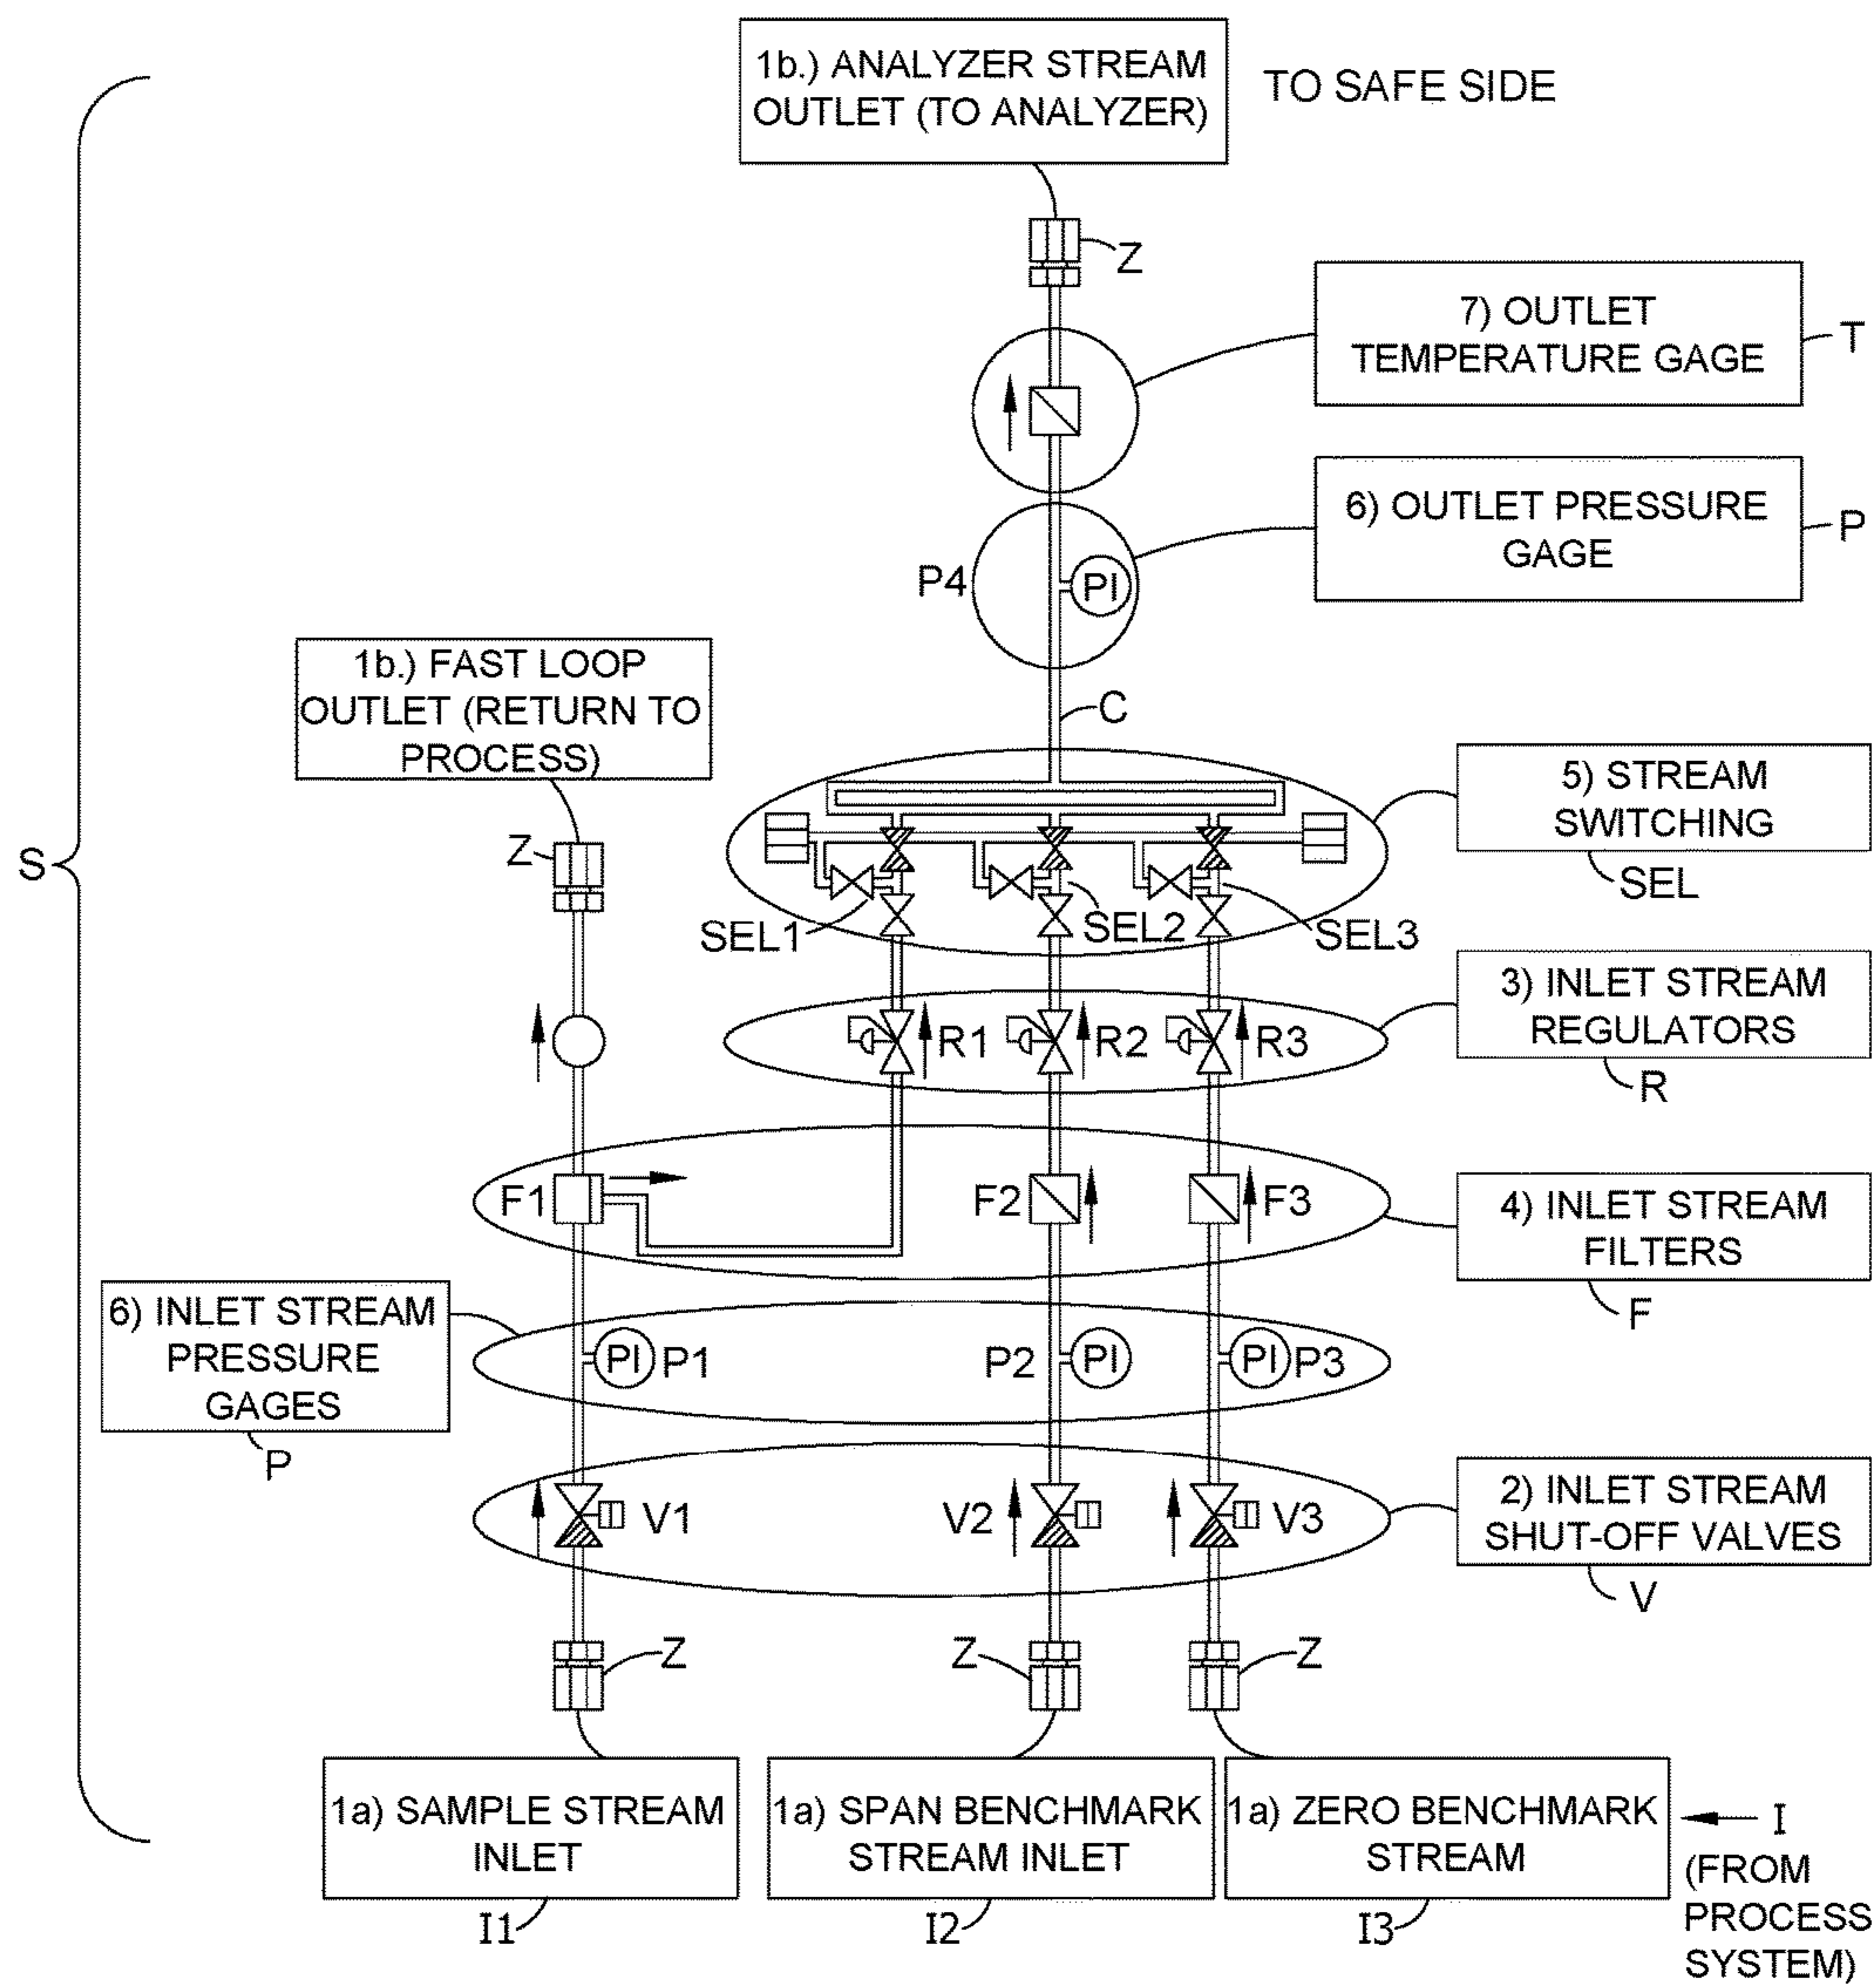 1b.) ANALYZER STREAM
OUTLET (TO ANALYZER)
TO SAFE SIDE
Z
7) OUTLET
TEMPERATURE GAGE
T
6) OUTLET PRESSURE
GAGE
P
P4
PI
1b.) FAST LOOP
OUTLET (RETURN TO
PROCESS)
C
Z
S
5) STREAM
SWITCHING
SEL
SEL1
SEL2
SEL3
3) INLET STREAM
REGULATORS
R
R1
R2
R3
F1
F2
F3
4) INLET STREAM
FILTERS
F
6) INLET STREAM
PRESSURE
GAGES
P
PI
P1
P2
PI
PI
P3
V1
V2
V3
2) INLET STREAM
SHUT-OFF VALVES
V
Z
Z
Z
1a) SAMPLE STREAM
INLET
I1
1a) SPAN BENCHMARK
STREAM INLET
I2
1a) ZERO BENCHMARK
STREAM
I3
I
(FROM
PROCESS
SYSTEM)